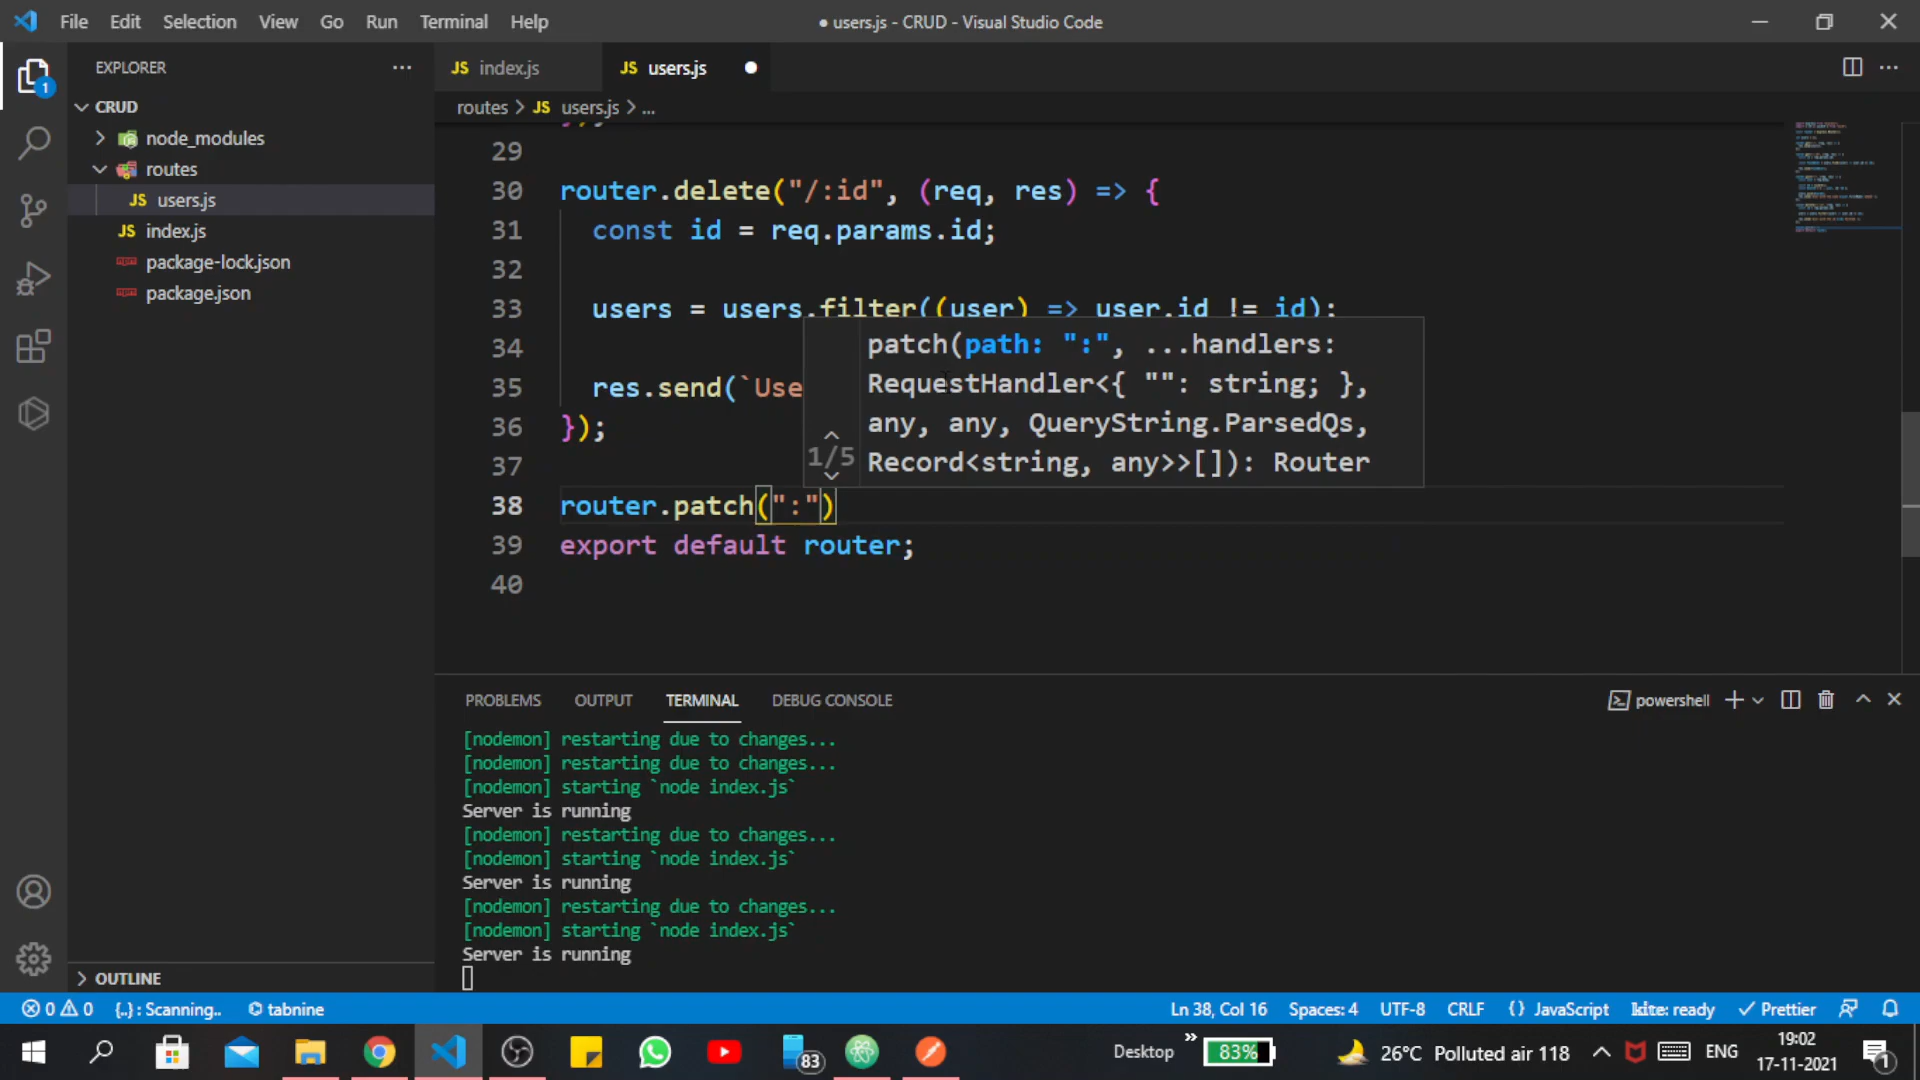 File Edit Selection View Go Run Terminal Help
● users.js - CRUD - Visual Studio Code
EXPLORER
CRUD
node_modules
routes
JS users.js
JS index.js
package-lock.json
package.json
OUTLINE
1
JS index.js
JS users.js
routes > JS users.js > ...
29
30 router.delete("/:id", (req, res) => {
31 const id = req.params.id;
32
33 users = users.filter((user) => user.id != id);
34
35 res.send(`Use
36 });
37
38 router.patch(":")
39 export default router;
40
patch(path: ":", ...handlers:
RequestHandler<{ "": string; },
any, any, QueryString.ParsedQs,
1/5 Record<string, any>>[]): Router
PROBLEMS OUTPUT TERMINAL DEBUG CONSOLE
powershell
[nodemon] restarting due to changes...
[nodemon] restarting due to changes...
[nodemon] starting `node index.js`
Server is running
[nodemon] restarting due to changes...
[nodemon] starting `node index.js`
Server is running
[nodemon] restarting due to changes...
[nodemon] starting `node index.js`
Server is running
0 0 {..} : Scanning.. tabnine
Ln 38, Col 16 Spaces: 4 UTF-8 CRLF {} JavaScript kite: ready Prettier
83
Desktop 83% 26°C Polluted air 118 ENG
19:02
17-11-2021
1